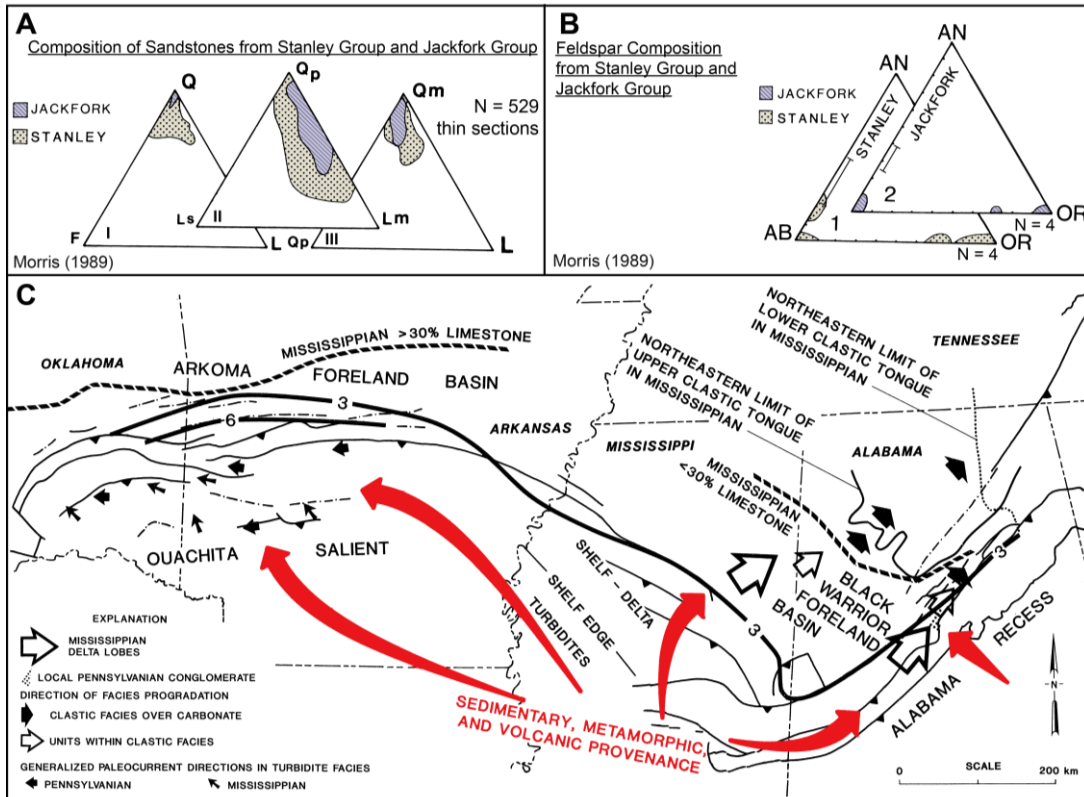 A
Composition of Sandstones from Stanley Group and Jackfork Group
JACKFORK
STANLEY
Q
Qp
Qm
N = 529
thin sections
F
I
L
Ls
II
Lm
Qp
III
L
Morris (1989)
B
Feldspar Composition
from Stanley Group and
Jackfork Group
JACKFORK
STANLEY
AN
AN
STANLEY
JACKFORK
1
2
AB
OR
N = 4
OR
N = 4
Morris (1989)
C
OKLAHOMA
ARKOMA
MISSISSIPPIAN >30% LIMESTONE
FORELAND
BASIN
3
6
ARKANSAS
MISSISSIPPI
NORTHEASTERN LIMIT OF
UPPER CLASTIC TONGUE
IN MISSISSIPPIAN
NORTHEASTERN LIMIT OF
LOWER CLASTIC TONGUE
IN MISSISSIPPIAN
TENNESSEE
ALABAMA
MISSISSIPPIAN
<30% LIMESTONE
OUACHITA
SALIENT
SHELF EDGE
TURBIDITES
SHELF - DELTA
3
BLACK
WARRIOR
FORELAND
BASIN
3
ALABAMA
RECESS
SEDIMENTARY, METAMORPHIC,
AND VOLCANIC PROVENANCE
EXPLANATION
MISSISSIPPIAN
DELTA LOBES
LOCAL PENNSYLVANIAN CONGLOMERATE
DIRECTION OF FACIES PROGRADATION
CLASTIC FACIES OVER CARBONATE
UNITS WITHIN CLASTIC FACIES
GENERALIZED PALEOCURRENT DIRECTIONS IN TURBIDITE FACIES
PENNSYLVANIAN
MISSISSIPPIAN
N
0
SCALE
200 km